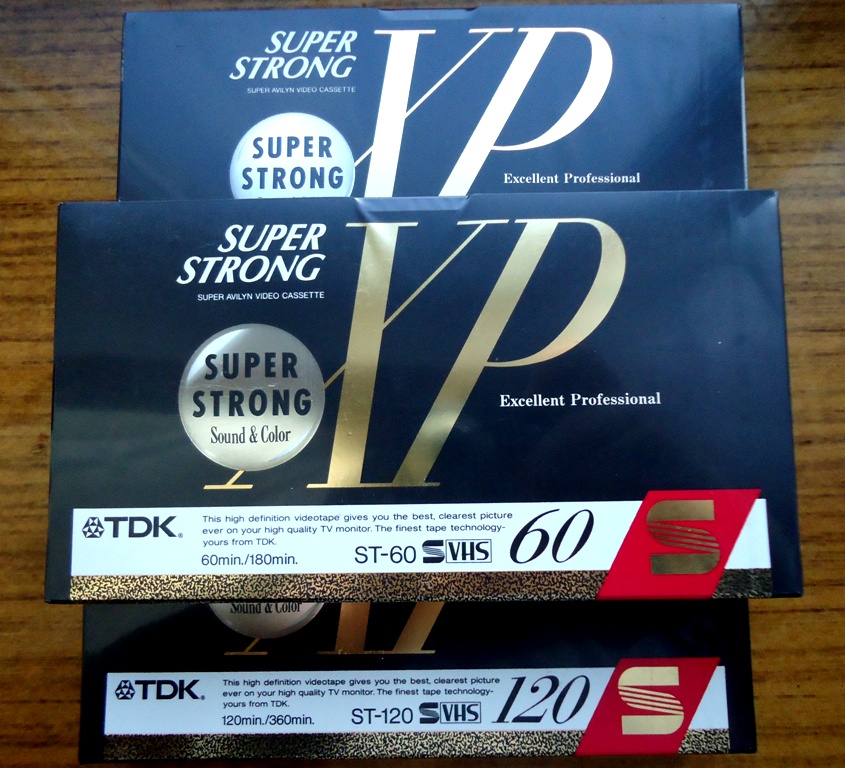 SUPER
STRONG
SUPER AVILYN VIDEO CASSETTE
XP
SUPER
STRONG
Excellent Professional
SUPER
STRONG
SUPER AVILYN VIDEO CASSETTE
XP
SUPER
STRONG
Sound & Color
Excellent Professional
TDK®
This high definition videotape gives you the best, clearest picture
ever on your high quality TV monitor. The finest tape technology-
yours from TDK.
60min./180min.
ST-60 S VHS 60
S
Sound & Color
TDK®
This high definition videotape gives you the best, clearest picture
ever on your high quality TV monitor. The finest tape technology-
yours from TDK.
120min./360min.
ST-120 S VHS 120
S